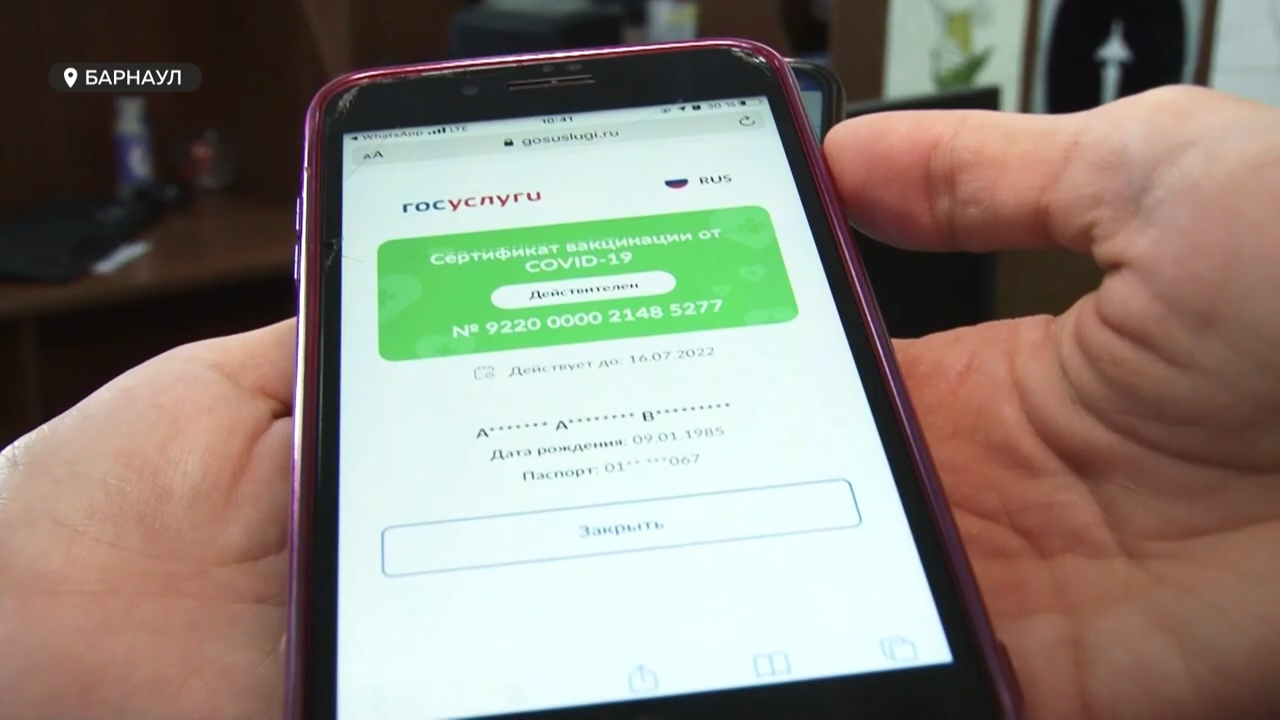 БАРНАУЛ
WhatsApp LTE 10:41 30 %
AA gosuslugi.ru
госуслуги RUS
Сертификат вакцинации от
COVID-19
Действителен
№ 9220 0000 2148 5277
Действует до: 16.07.2022
А******* А******** В*********
Дата рождения: 09.01.1985
Паспорт: 01** ***067
Закрыть